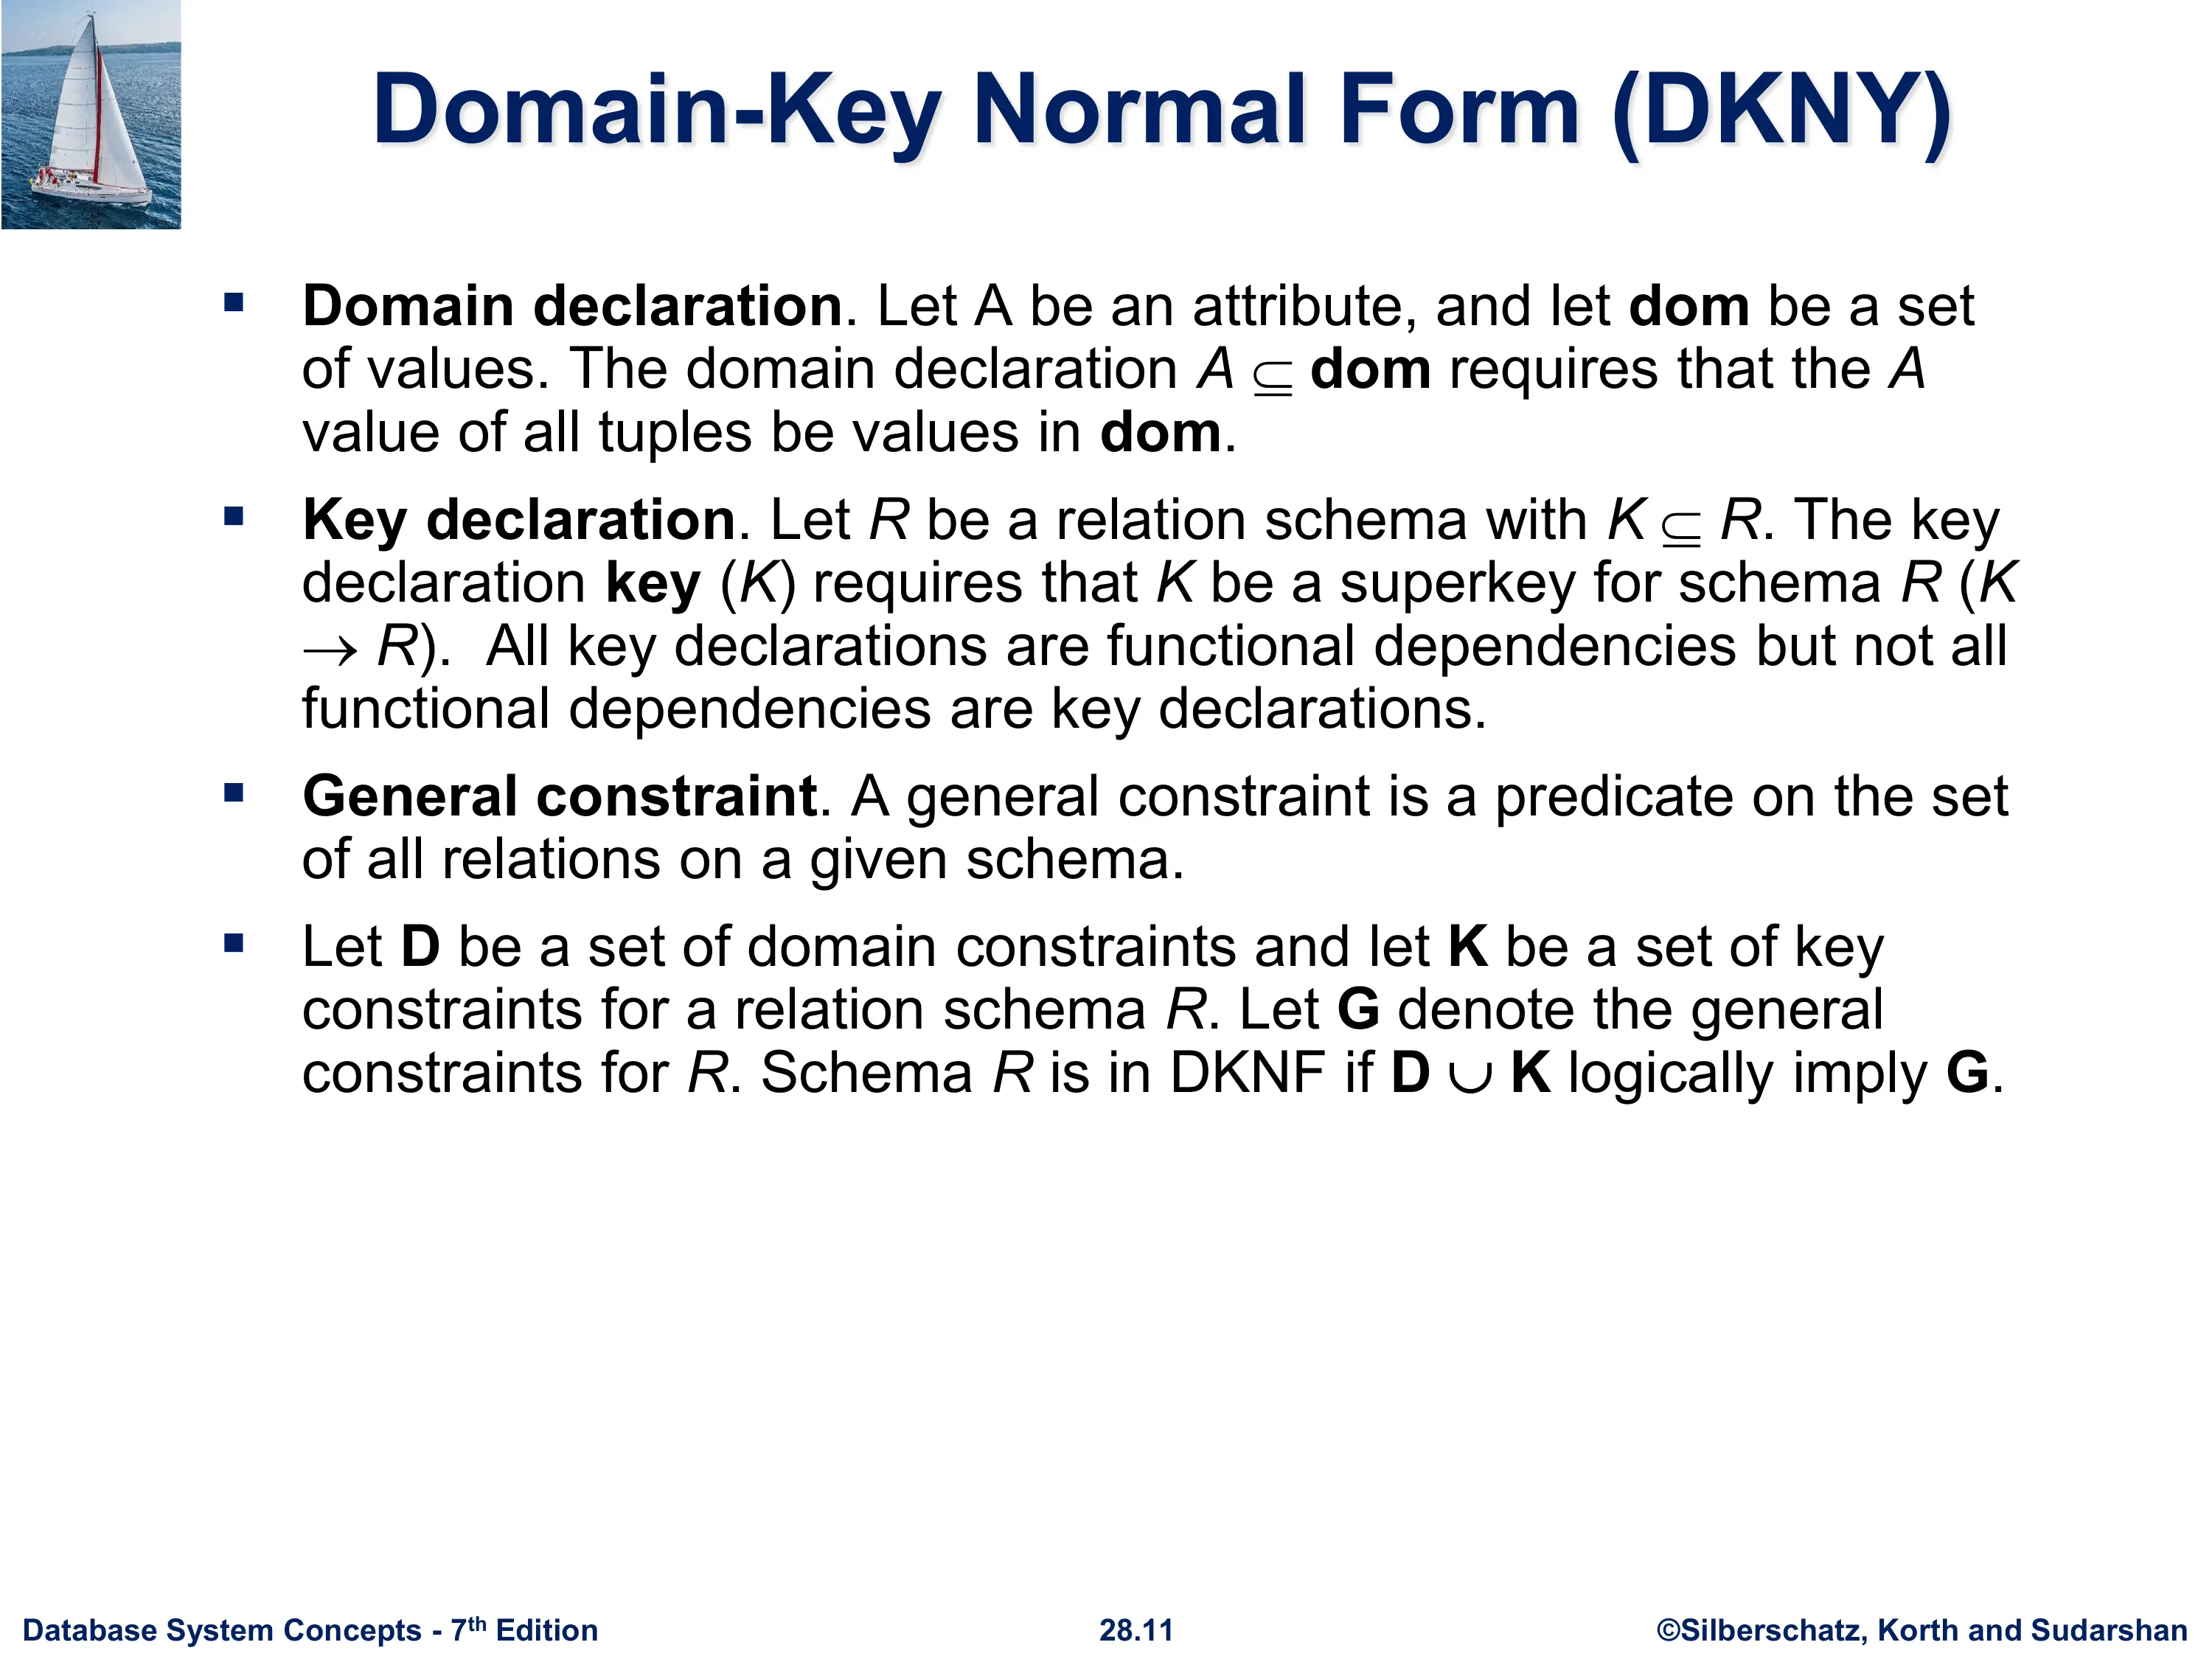 Domain-Key Normal Form (DKNY)
▪ Domain declaration. Let A be an attribute, and let dom be a set
of values. The domain declaration A ⊆ dom requires that the A
value of all tuples be values in dom.
▪ Key declaration. Let R be a relation schema with K ⊆ R. The key
declaration key (K) requires that K be a superkey for schema R (K
→ R). All key declarations are functional dependencies but not all
functional dependencies are key declarations.
▪ General constraint. A general constraint is a predicate on the set
of all relations on a given schema.
▪ Let D be a set of domain constraints and let K be a set of key
constraints for a relation schema R. Let G denote the general
constraints for R. Schema R is in DKNF if D ∪ K logically imply G.
Database System Concepts - 7th Edition
28.11
©Silberschatz, Korth and Sudarshan